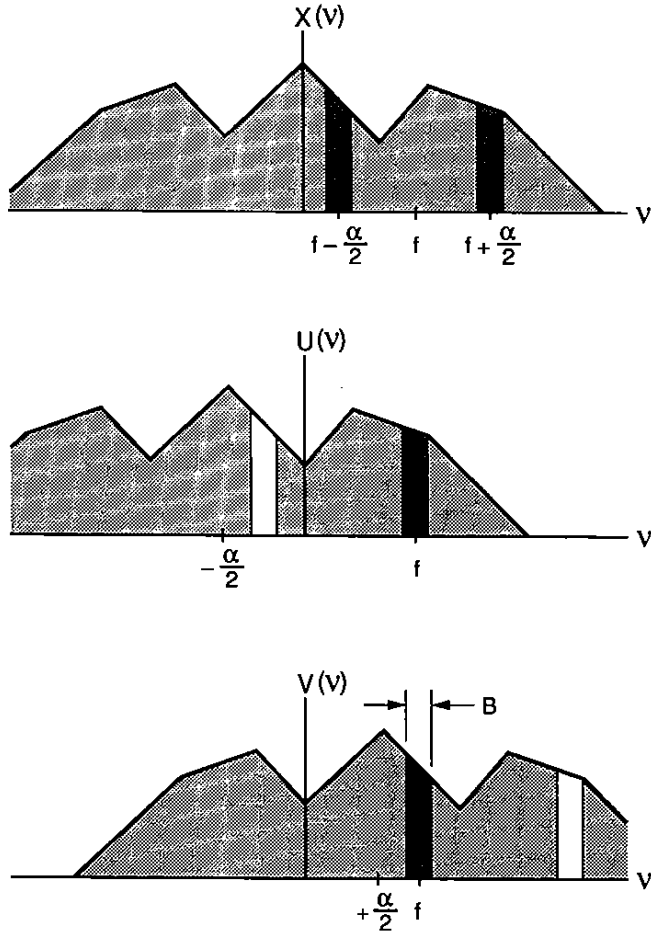 X(ν)
ν
f − α/2
f
f + α/2
U(ν)
ν
− α/2
f
V(ν)
B
ν
+ α/2
f